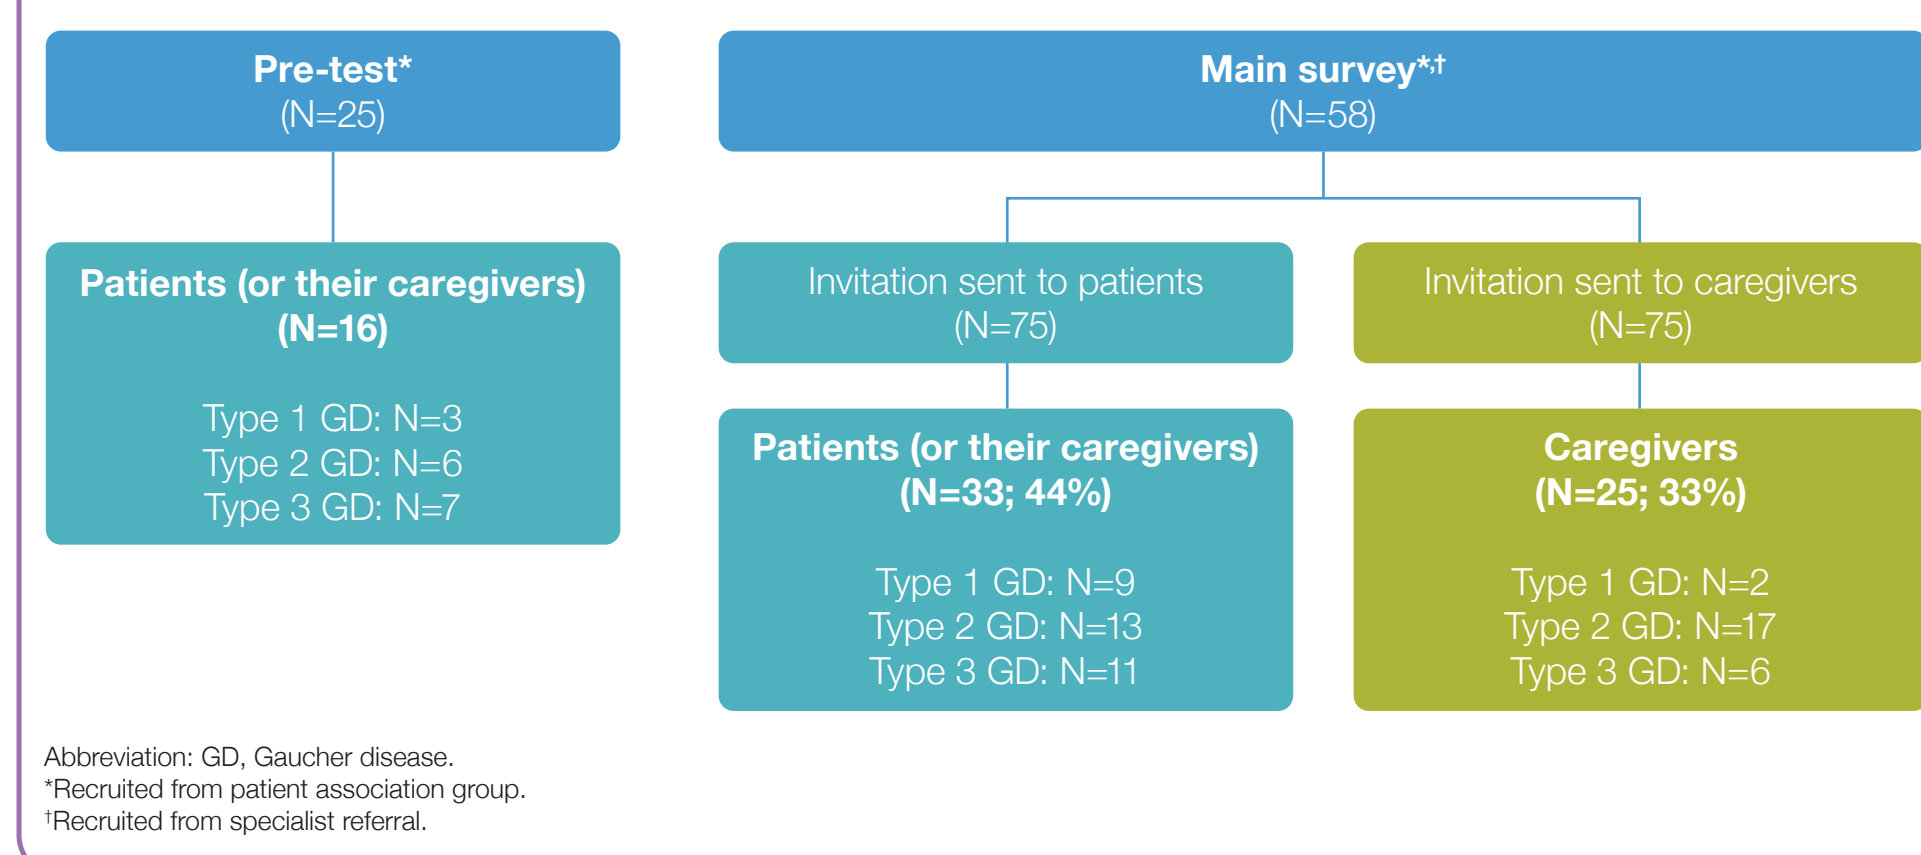 Pre-test*
(N=25)
Patients (or their caregivers)
(N=16)
Type 1 GD: N=3
Type 2 GD: N=6
Type 3 GD: N=7
Main survey*,†
(N=58)
Invitation sent to patients
(N=75)
Patients (or their caregivers)
(N=33; 44%)
Type 1 GD: N=9
Type 2 GD: N=13
Type 3 GD: N=11
Invitation sent to caregivers
(N=75)
Caregivers
(N=25; 33%)
Type 1 GD: N=2
Type 2 GD: N=17
Type 3 GD: N=6
Abbreviation: GD, Gaucher disease.
*Recruited from patient association group.
†Recruited from specialist referral.